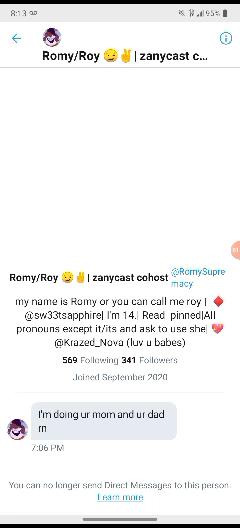 8:13 95%
Romy/Roy 😏✌️| zanycast c...
Romy/Roy 😏✌️| zanycast cohost @RomySupre
macy
my name is Romy or you can call me roy | ♦️
@sw33tsapphire| I'm 14.| Read pinned|All
pronouns except it/its and ask to use she| 💖
@Krazed_Nova (luv u babes)
569 Following 341 Followers
Joined September 2020
I'm doing ur mom and ur dad
rn
7:06 PM
You can no longer send Direct Messages to this person.
Learn more